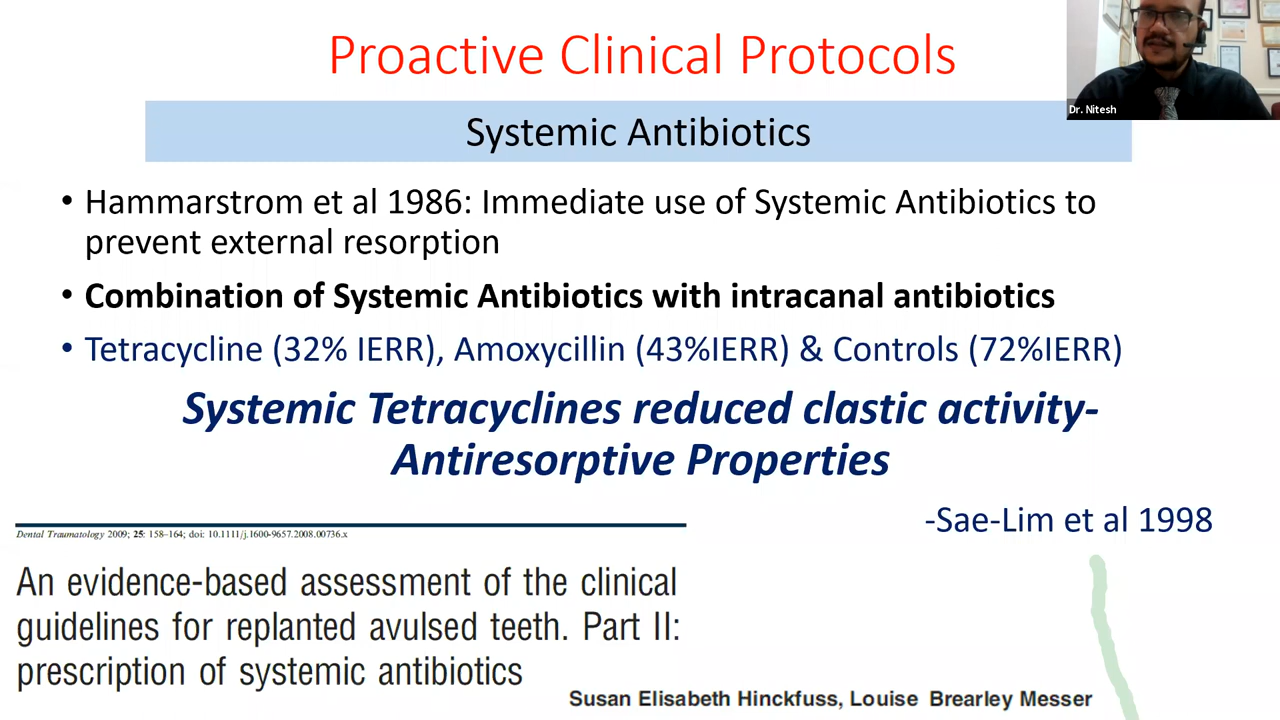 Proactive Clinical Protocols
Dr. Nitesh
Systemic Antibiotics
• Hammarstrom et al 1986: Immediate use of Systemic Antibiotics to
prevent external resorption
• Combination of Systemic Antibiotics with intracanal antibiotics
• Tetracycline (32% IERR), Amoxycillin (43%IERR) & Controls (72%IERR)
Systemic Tetracyclines reduced clastic activity-
Antiresorptive Properties
-Sae-Lim et al 1998
Dental Traumatology 2009; 25: 158–164; doi: 10.1111/j.1600-9657.2008.00736.x
An evidence-based assessment of the clinical
guidelines for replanted avulsed teeth. Part II:
prescription of systemic antibiotics
Susan Elisabeth Hinckfuss, Louise Brearley Messer